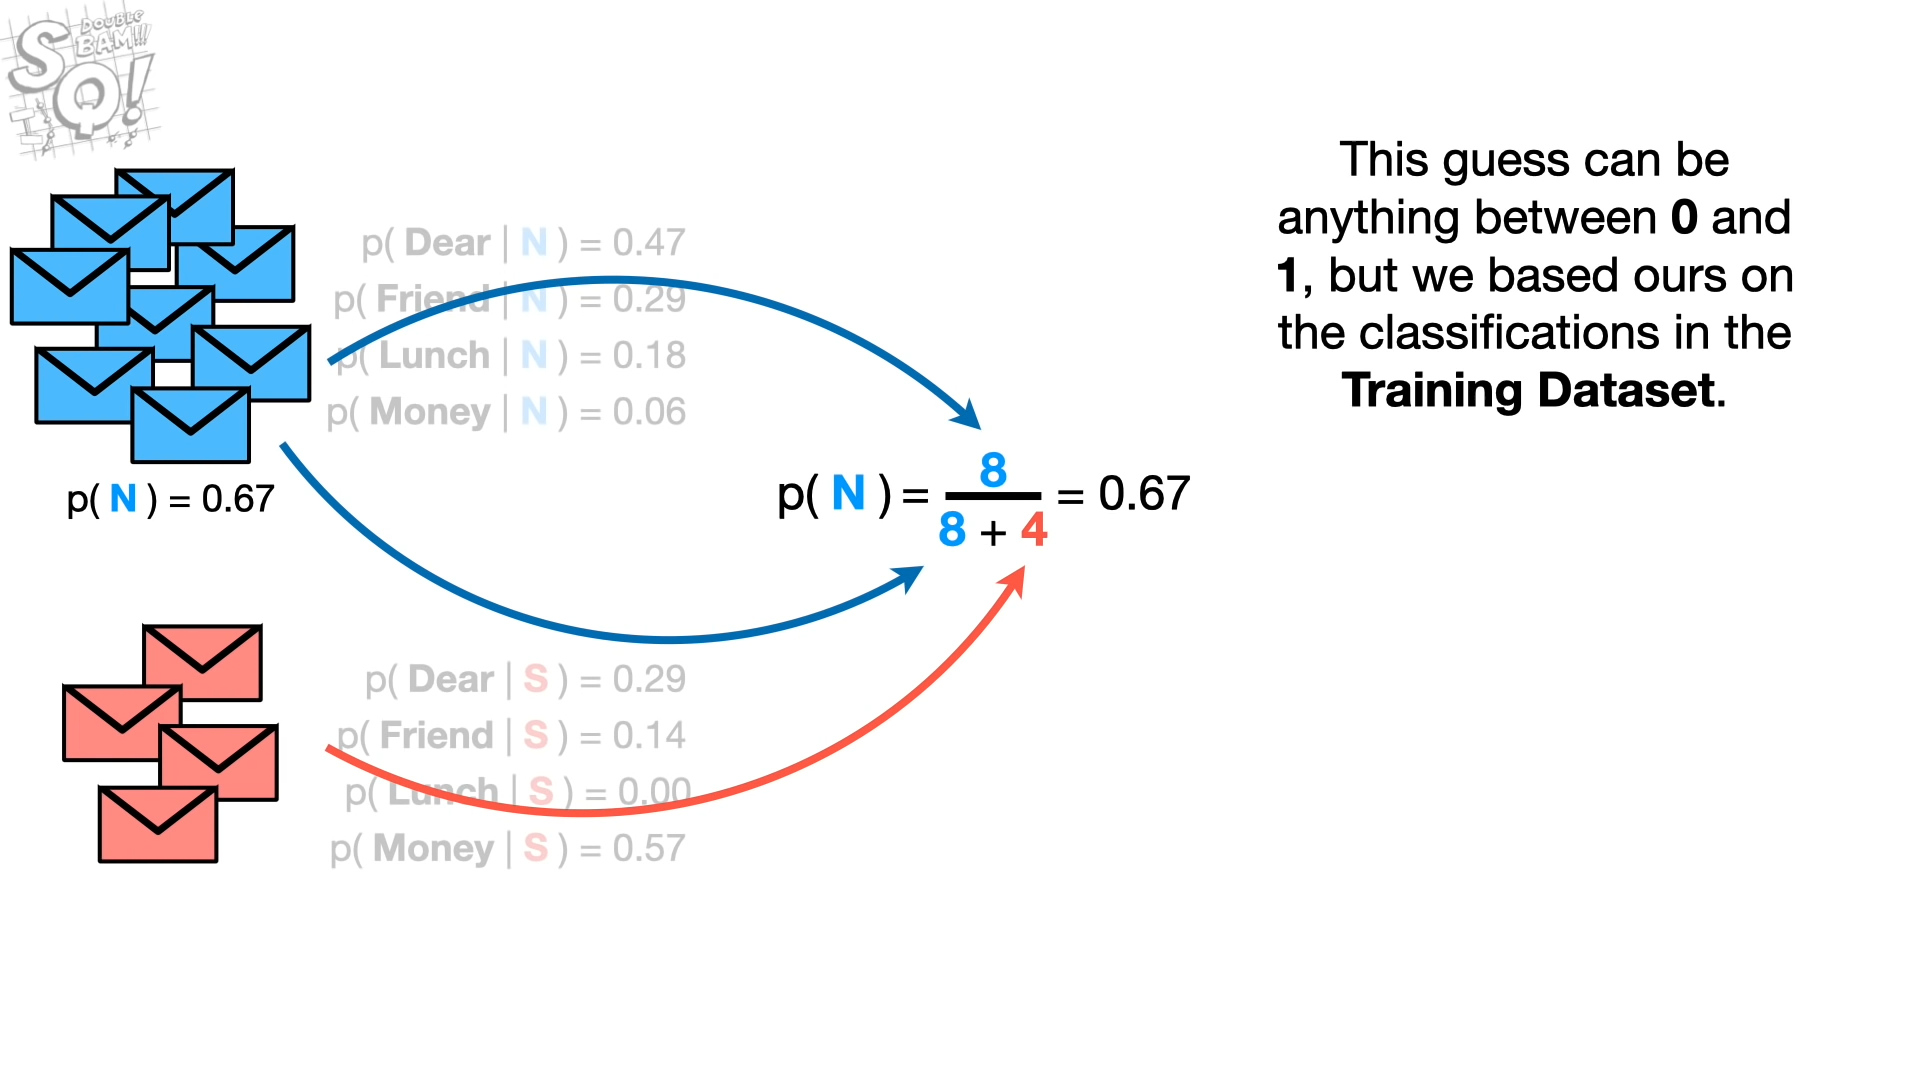 DOUBLE
BAM!!!
SQ!
p( Dear | N ) = 0.47
p( Friend | N ) = 0.29
p( Lunch | N ) = 0.18
p( Money | N ) = 0.06
p( N ) = 0.67
p( N ) = 8 / 8 + 4 = 0.67
p( Dear | S ) = 0.29
p( Friend | S ) = 0.14
p( Lunch | S ) = 0.00
p( Money | S ) = 0.57
This guess can be
anything between 0 and
1, but we based ours on
the classifications in the
Training Dataset.